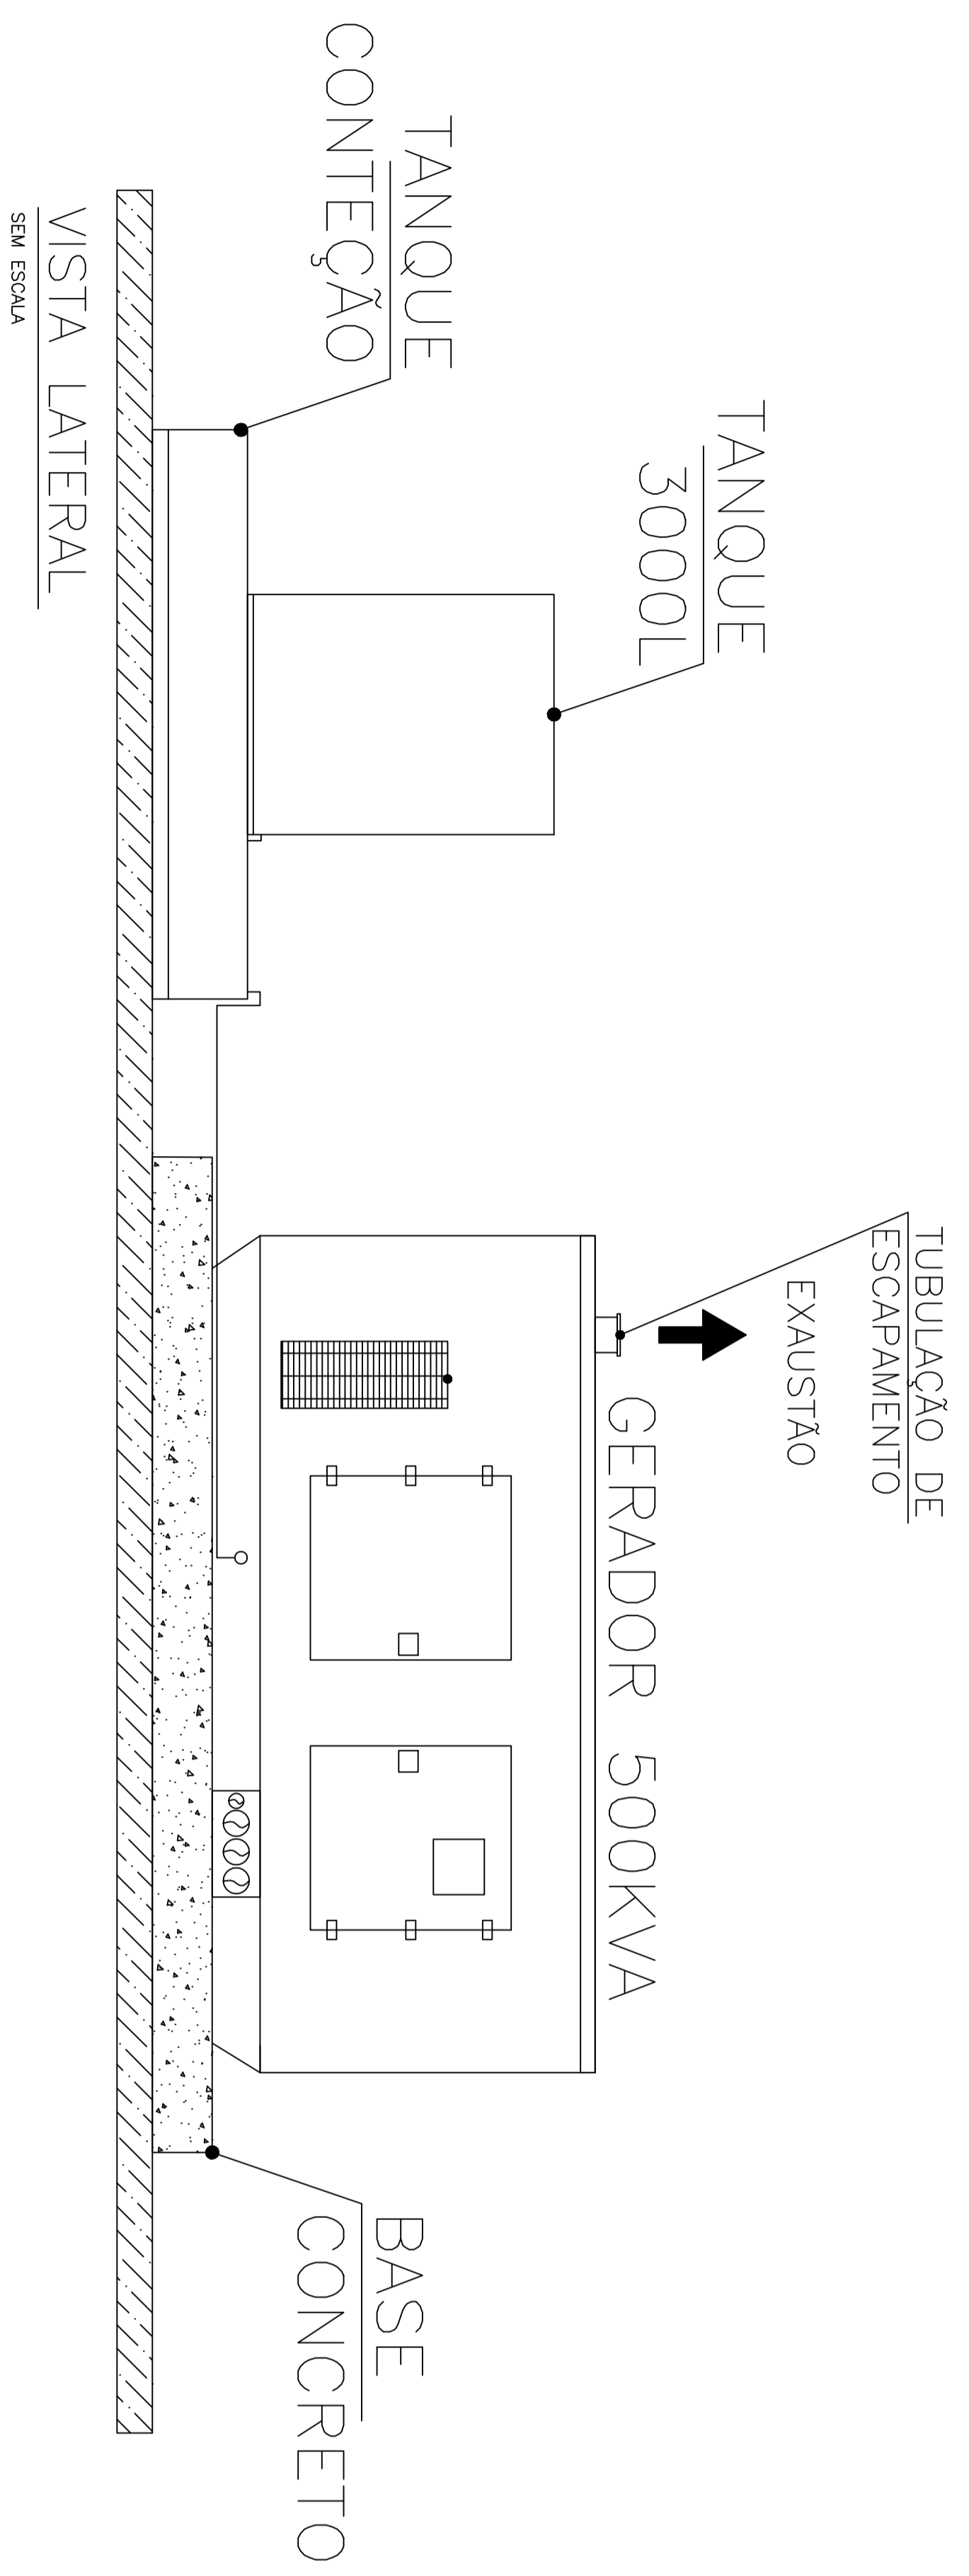 TUBULAÇÃO DE
ESCAPAMENTO
EXAUSTÃO
TANQUE
3000L
GERADOR 500KVA
TANQUE
CONTEÇÃO
BASE
CONCRETO
VISTA LATERAL
SEM ESCALA